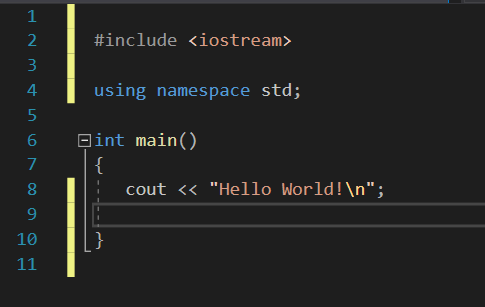 1
2 #include <iostream>
3
4 using namespace std;
5
6 int main()
7 {
8 cout << "Hello World!\n";
9
10 }
11